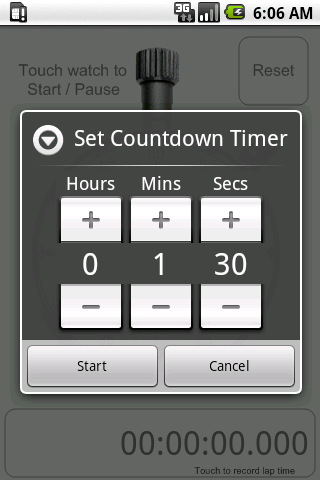 3G 6:06 AM
Touch watch to
Start / Pause
Reset
Set Countdown Timer
Hours Mins Secs
+ + +
0 1 30
− − −
Start Cancel
00:00:00.000
Touch to record lap time